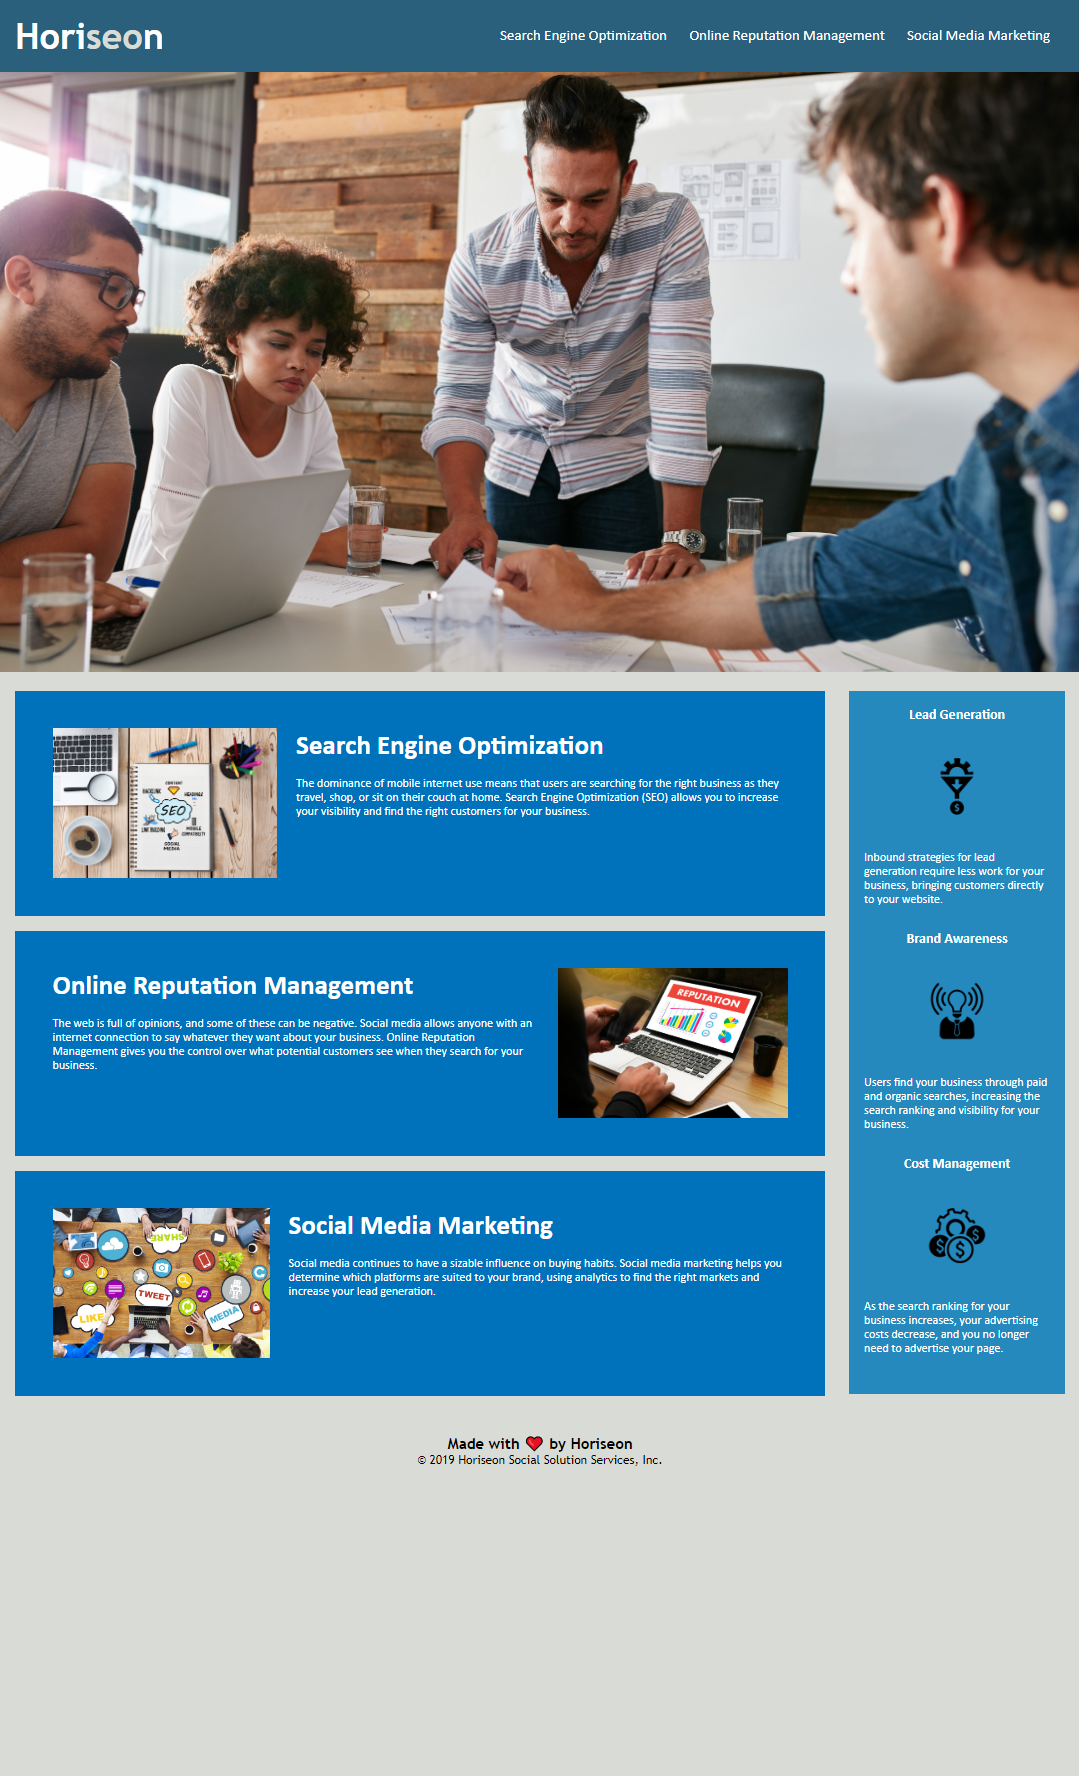 Horiseon
Search Engine Optimization
Online Reputation Management
Social Media Marketing
Search Engine Optimization
The dominance of mobile internet use means that users are searching for the right business as they
travel, shop, or sit on their couch at home. Search Engine Optimization (SEO) allows you to increase
your visibility and find the right customers for your business.
CONTENT
BACKLINK
HEADLINES
SEO
LINK BUILDING
MOBILE
COMPATIBILITY
SOCIAL
MEDIA
Online Reputation Management
The web is full of opinions, and some of these can be negative. Social media allows anyone with an
internet connection to say whatever they want about your business. Online Reputation
Management gives you the control over what potential customers see when they search for your
business.
REPUTATION
Social Media Marketing
Social media continues to have a sizable influence on buying habits. Social media marketing helps you
determine which platforms are suited to your brand, using analytics to find the right markets and
increase your lead generation.
SHARE
TWEET
LIKE
MEDIA
Lead Generation
Inbound strategies for lead
generation require less work for your
business, bringing customers directly
to your website.
Brand Awareness
Users find your business through paid
and organic searches, increasing the
search ranking and visibility for your
business.
Cost Management
As the search ranking for your
business increases, your advertising
costs decrease, and you no longer
need to advertise your page.
Made with ❤️ by Horiseon
© 2019 Horiseon Social Solution Services, Inc.